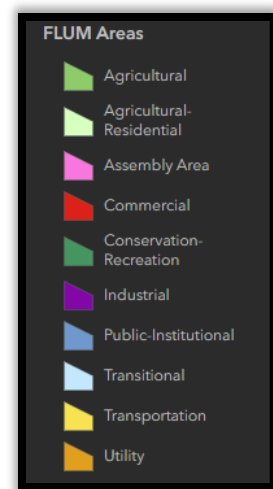 FLUM Areas
Agricultural
Agricultural-
Residential
Assembly Area
Commercial
Conservation-
Recreation
Industrial
Public-Institutional
Transitional
Transportation
Utility